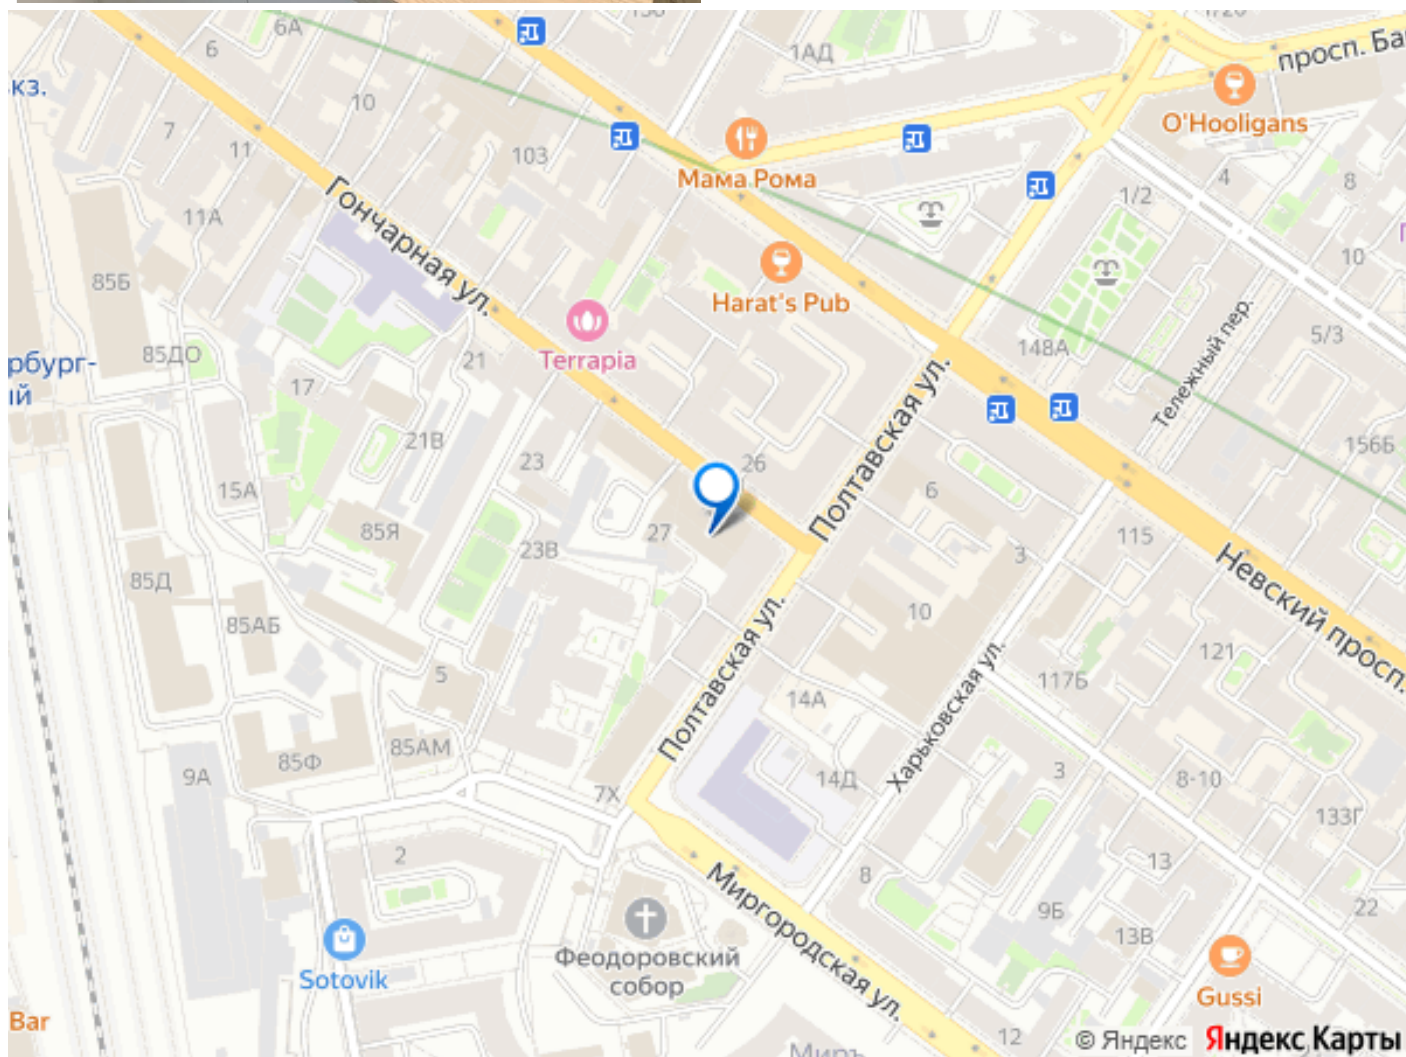 6А
6
1АД
просп. Ба
кз.
10
7
11
O'Hooligans
103
Мама Рома
4
8
1/2
11А
Гончарная ул.
10
85Б
Harat's Pub
5/3
85ДО
Terrapia
148А
Тележный пер.
рбург-
ий
21
17
Полтавская ул.
21В
156Б
23
26
15А
6
85Я
27
115
23В
3
Невский просп.
85Д
10
85АБ
Полтавская ул.
121
5
117Б
14А
Харьковская ул.
85АМ
85Ф
9А
14Д
3
8-10
7Х
133Г
2
13
8
Миргородская ул.
9Б
22
13В
Феодоровский
собор
Sotovik
Gussi
Bar
12
Миръ
© Яндекс Яндекс Карты